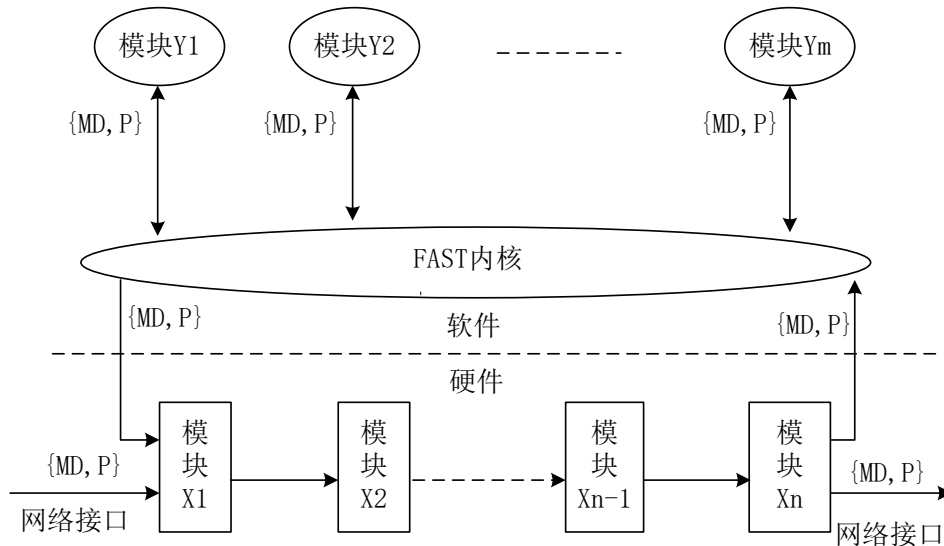 模块Y1
模块Y2
模块Ym
{MD,P}
{MD,P}
{MD,P}
FAST内核
{MD,P}
{MD,P}
软件
硬件
模
块
X1
模
块
X2
模
块
Xn-1
模
块
Xn
{MD,P}
{MD,P}
网络接口
网络接口